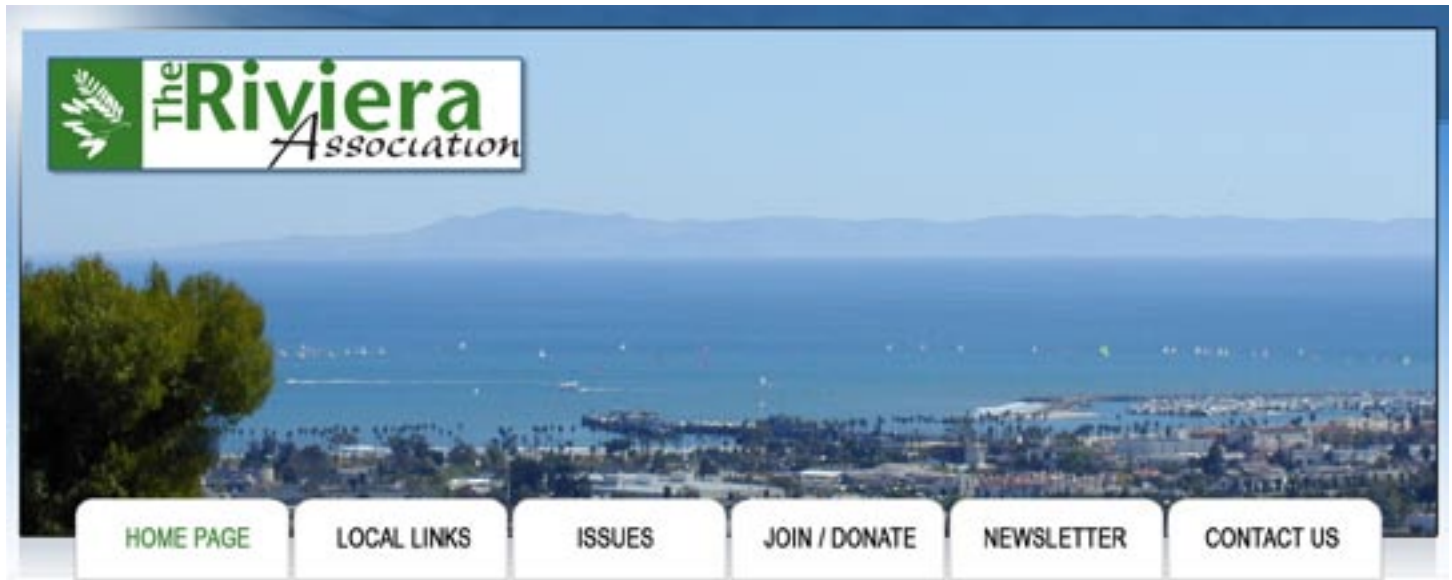 The Riviera
Association
HOME PAGE
LOCAL LINKS
ISSUES
JOIN / DONATE
NEWSLETTER
CONTACT US